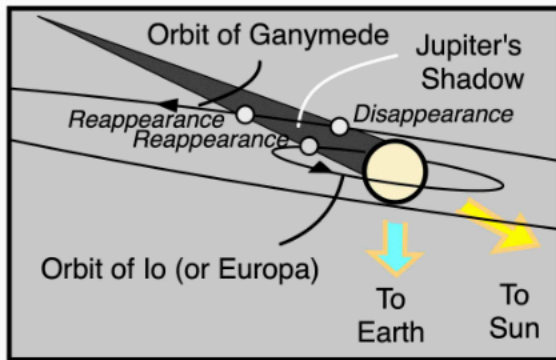 Orbit of Ganymede
Jupiter's
Shadow
Reappearance
Disappearance
Reappearance
Orbit of Io (or Europa)
To
Earth
To
Sun